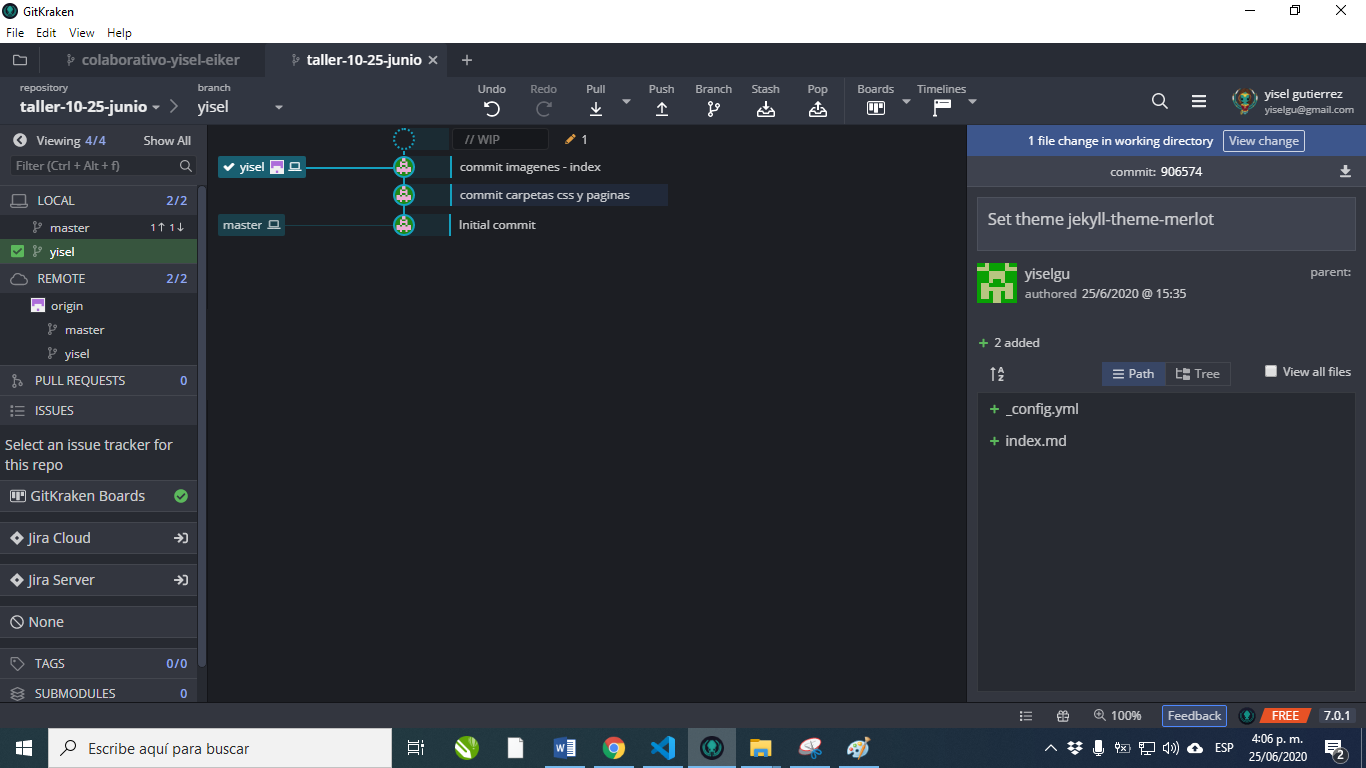 GitKraken
File Edit View Help
colaborativo-yisel-eiker
taller-10-25-junio
repository
taller-10-25-junio
branch
yisel
Undo
Redo
Pull
Push
Branch
Stash
Pop
Boards
Timelines
yisel gutierrez
yiselgu@gmail.com
Viewing 4/4
Show All
Filter (Ctrl + Alt + f)
LOCAL 2/2
master 1↑ 1↓
yisel
REMOTE 2/2
origin
master
yisel
PULL REQUESTS 0
ISSUES
Select an issue tracker for
this repo
GitKraken Boards
Jira Cloud
Jira Server
None
TAGS 0/0
SUBMODULES 0
// WIP 1
yisel commit imagenes - index
commit carpetas css y paginas
master Initial commit
1 file change in working directory View change
commit: 906574
Set theme jekyll-theme-merlot
yiselgu
authored 25/6/2020 @ 15:35
parent:
+ 2 added
A
Z
Path
Tree
View all files
+ _config.yml
+ index.md
100%
Feedback
FREE
7.0.1
Escribe aquí para buscar
ESP
4:06 p. m.
25/06/2020
2